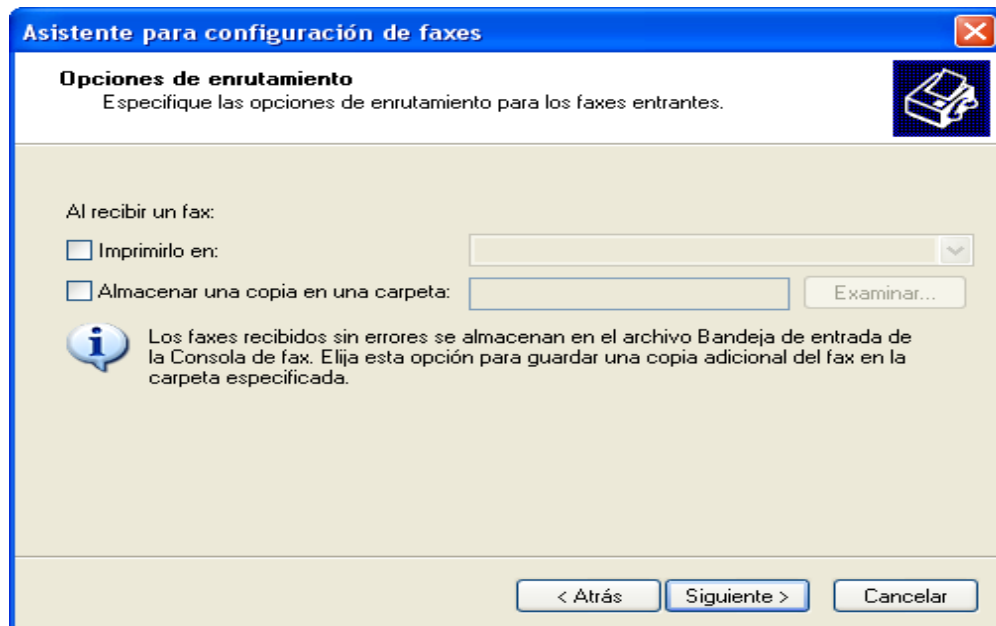 Asistente para configuración de faxes
Opciones de enrutamiento
Especifique las opciones de enrutamiento para los faxes entrantes.
Al recibir un fax:
Imprimirlo en:
Almacenar una copia en una carpeta:
Examinar...
Los faxes recibidos sin errores se almacenan en el archivo Bandeja de entrada de
la Consola de fax. Elija esta opción para guardar una copia adicional del fax en la
carpeta especificada.
< Atrás
Siguiente >
Cancelar